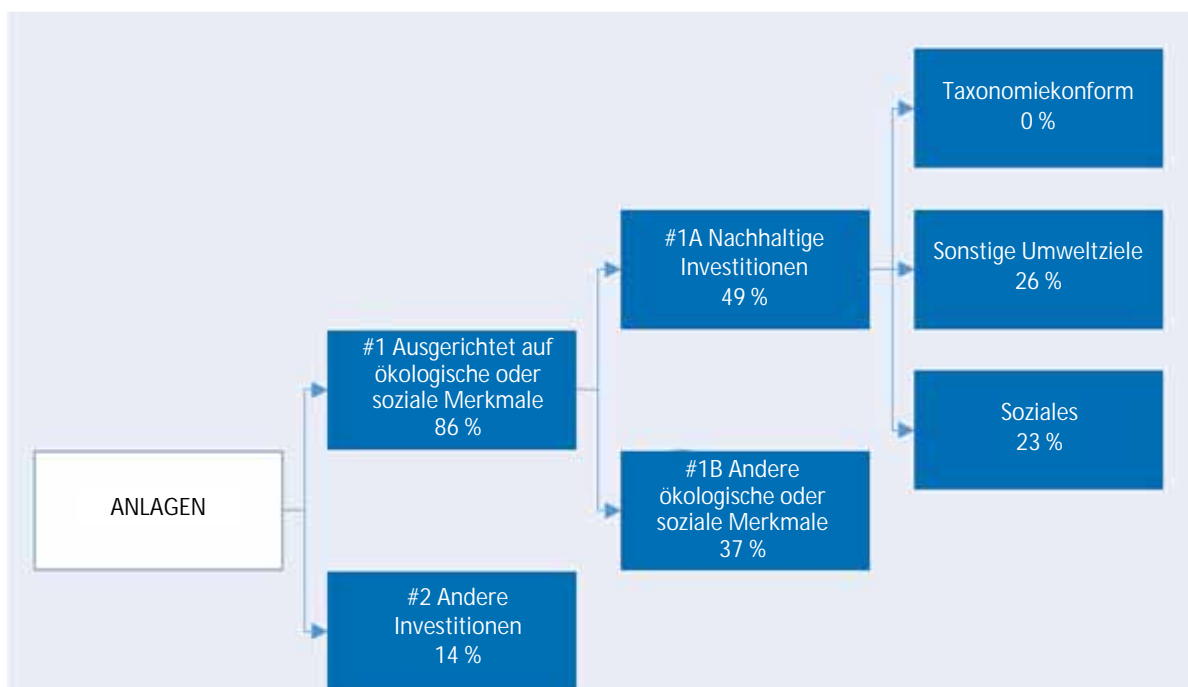 Taxonomiekonform
0 %
#1A Nachhaltige
Investitionen
49 %
Sonstige Umweltziele
26 %
#1 Ausgerichtet auf
ökologische oder
soziale Merkmale
86 %
Soziales
23 %
#1B Andere
ökologische oder
soziale Merkmale
37 %
ANLAGEN
#2 Andere
Investitionen
14 %